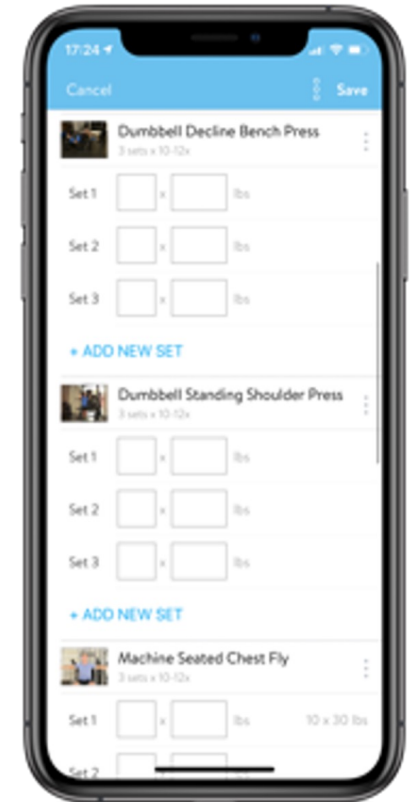 17:24
Cancel
Save
Dumbbell Decline Bench Press
3 sets x 10-12x
Set 1 x lbs
Set 2 x lbs
Set 3 x lbs
+ ADD NEW SET
Dumbbell Standing Shoulder Press
3 sets x 10-12x
Set 1 x lbs
Set 2 x lbs
Set 3 x lbs
+ ADD NEW SET
Machine Seated Chest Fly
3 sets x 10-12x
Set 1 x lbs 10 x 30 lbs
Set 2